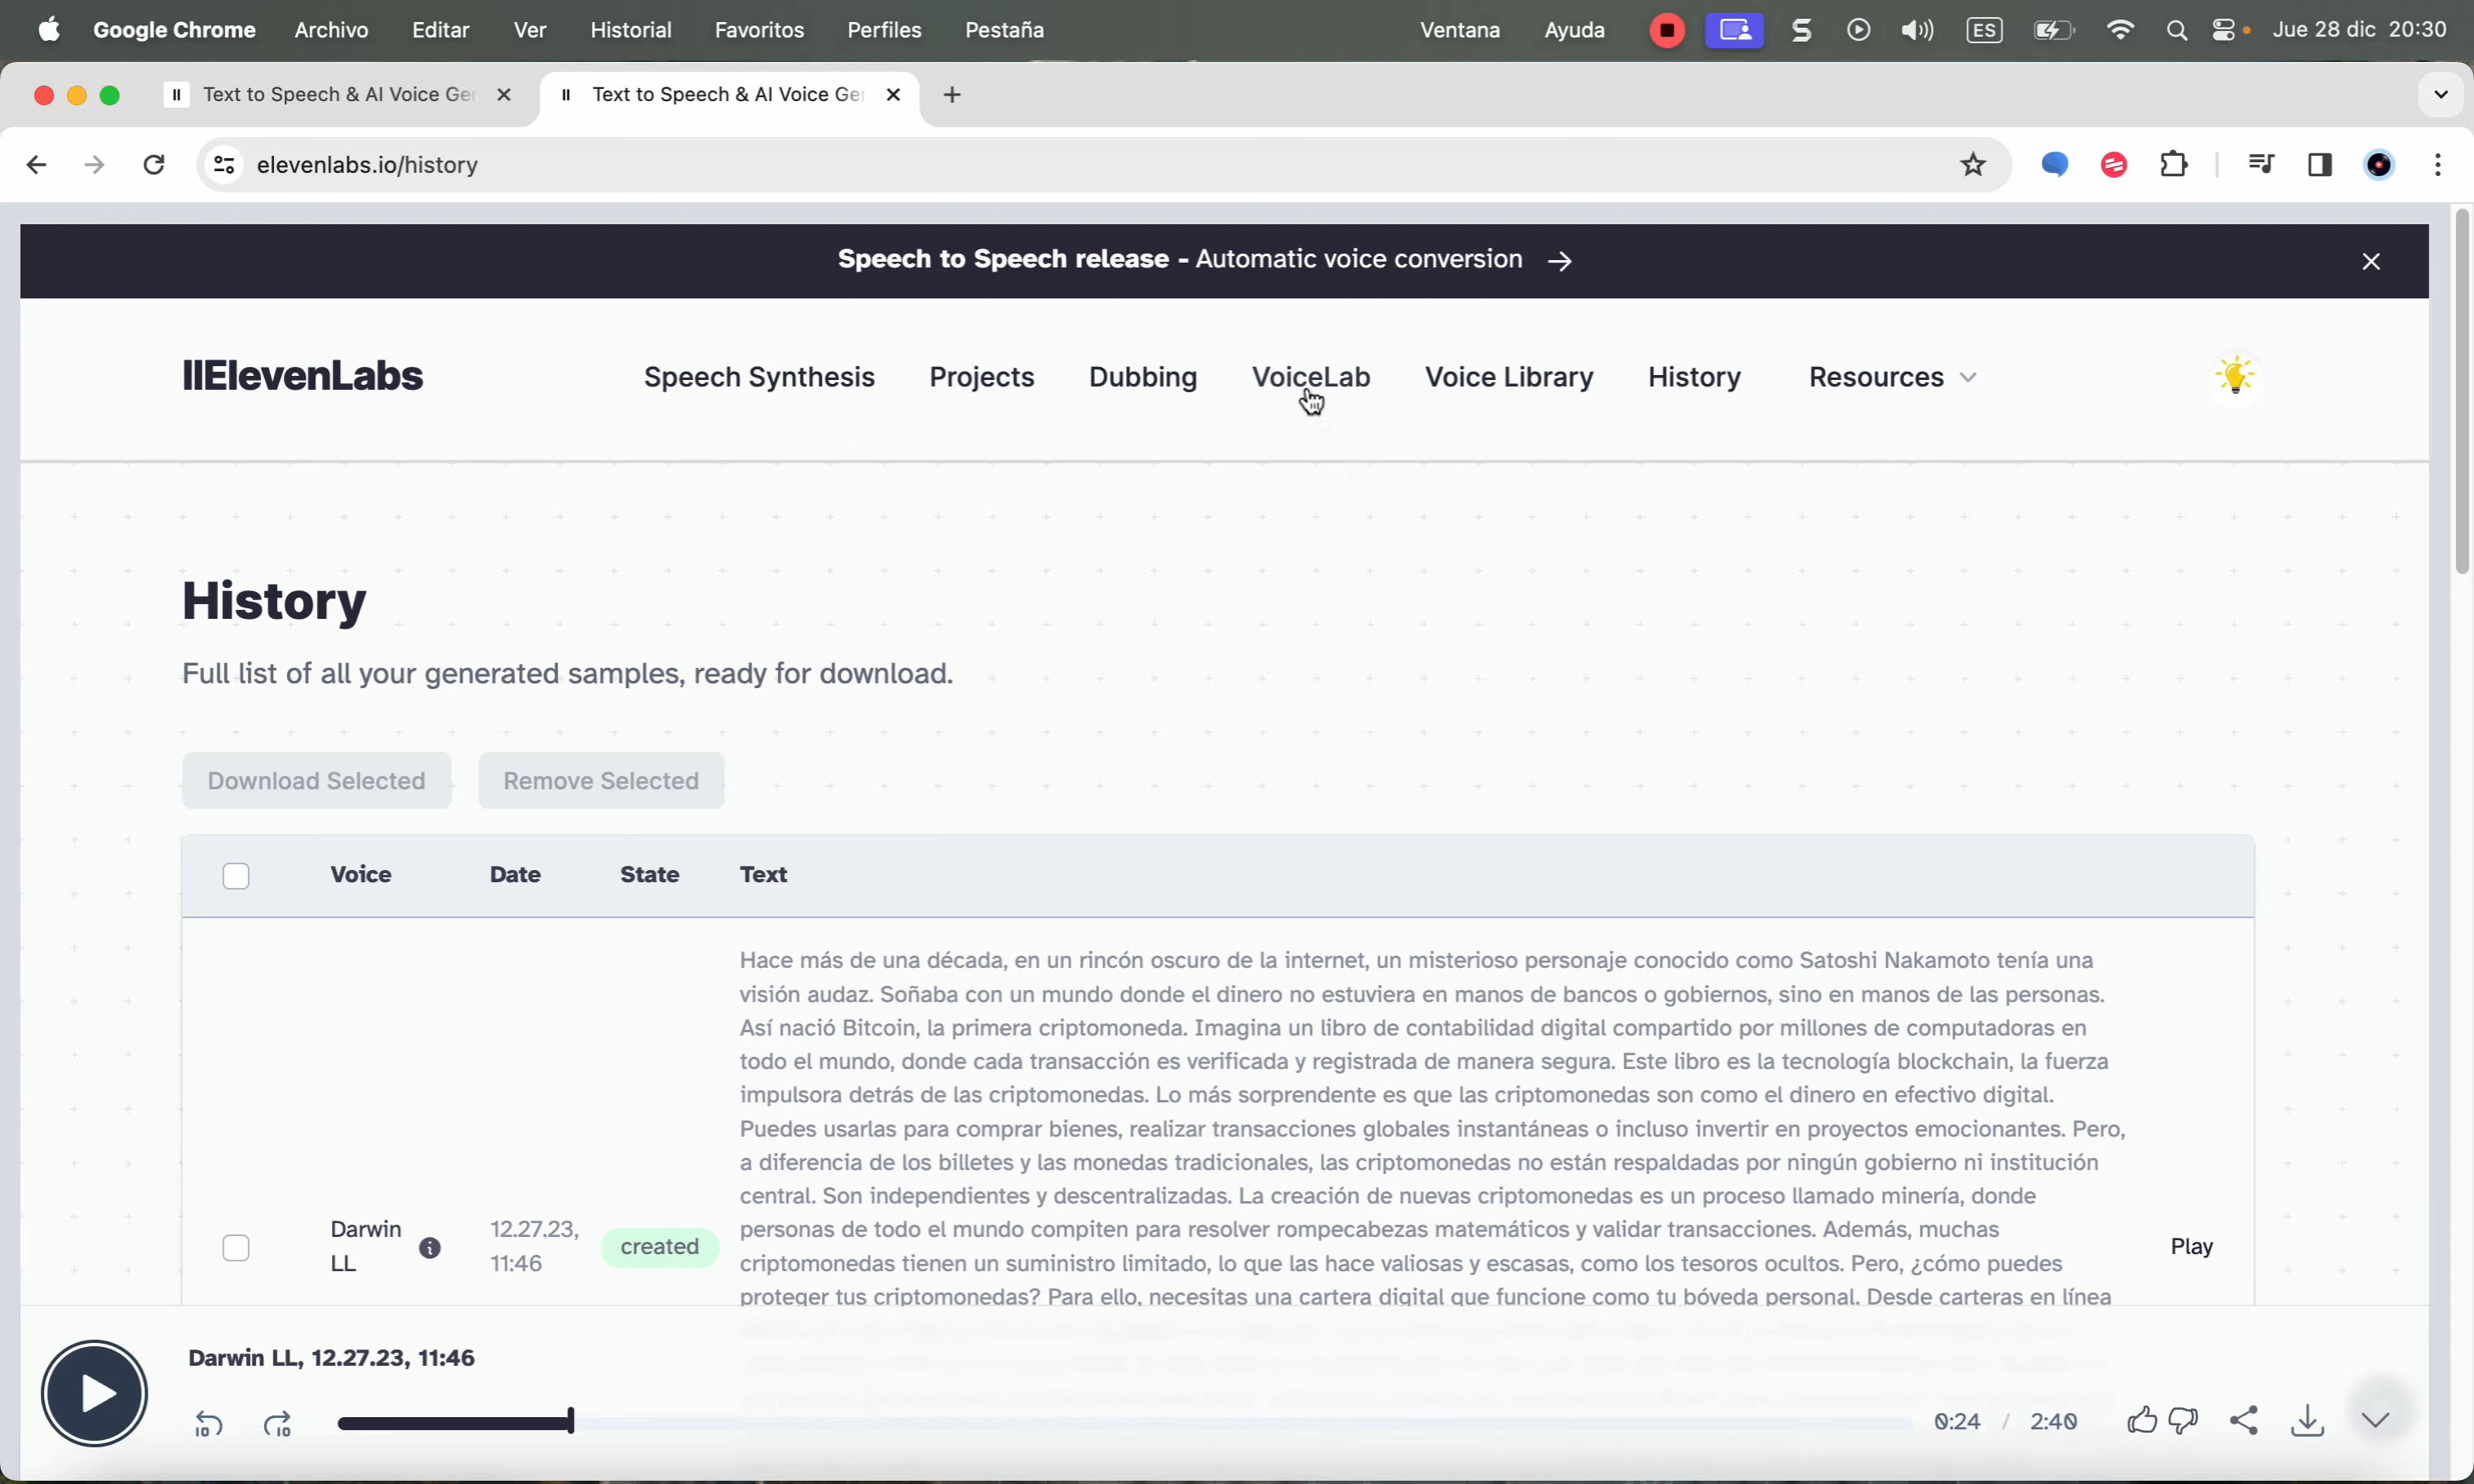 Google Chrome Archivo Editar Ver Historial Favoritos Perfiles Pestaña Ventana Ayuda ES Jue 28 dic 20:30
Text to Speech & AI Voice Ger Text to Speech & AI Voice Ger
elevenlabs.io/history
Speech to Speech release - Automatic voice conversion →
IIElevenLabs Speech Synthesis Projects Dubbing VoiceLab Voice Library History Resources
History
Full list of all your generated samples, ready for download.
Download Selected Remove Selected
Voice Date State Text
Hace más de una década, en un rincón oscuro de la internet, un misterioso personaje conocido como Satoshi Nakamoto tenía una
visión audaz. Soñaba con un mundo donde el dinero no estuviera en manos de bancos o gobiernos, sino en manos de las personas.
Así nació Bitcoin, la primera criptomoneda. Imagina un libro de contabilidad digital compartido por millones de computadoras en
todo el mundo, donde cada transacción es verificada y registrada de manera segura. Este libro es la tecnología blockchain, la fuerza
impulsora detrás de las criptomonedas. Lo más sorprendente es que las criptomonedas son como el dinero en efectivo digital.
Puedes usarlas para comprar bienes, realizar transacciones globales instantáneas o incluso invertir en proyectos emocionantes. Pero,
a diferencia de los billetes y las monedas tradicionales, las criptomonedas no están respaldadas por ningún gobierno ni institución
central. Son independientes y descentralizadas. La creación de nuevas criptomonedas es un proceso llamado minería, donde
personas de todo el mundo compiten para resolver rompecabezas matemáticos y validar transacciones. Además, muchas
criptomonedas tienen un suministro limitado, lo que las hace valiosas y escasas, como los tesoros ocultos. Pero, ¿cómo puedes
proteger tus criptomonedas? Para ello, necesitas una cartera digital que funcione como tu bóveda personal. Desde carteras en línea
Darwin
LL
12.27.23,
11:46
created
Play
Darwin LL, 12.27.23, 11:46
10 10 0:24 / 2:40